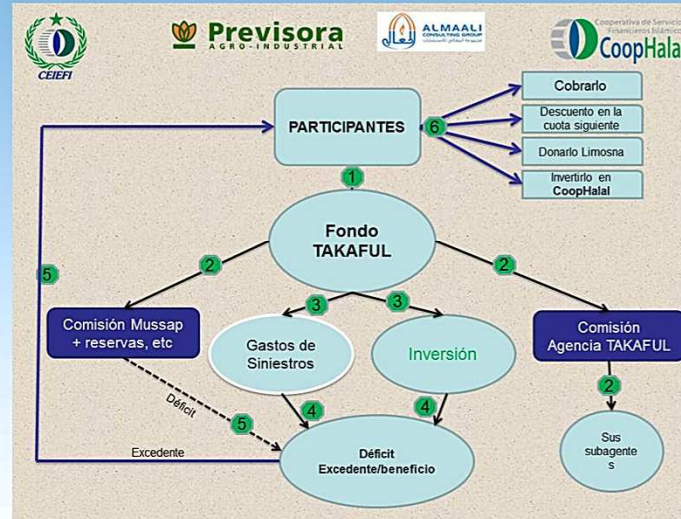 CEIEFI
Previsora
AGRO-INDUSTRIAL
ALMAALI
CONSULTING GROUP
Cooperativa de Servicios
Financieros Islámicos
CoopHalal
PARTICIPANTES
6
Cobrarlo
Descuento en la
cuota siguiente
Donarlo Limosna
Invertirlo en
CoopHalal
1
Fondo
TAKAFUL
5
2
2
3
3
Comisión Mussap
+ reservas, etc
Gastos de
Siniestros
Inversión
Comisión
Agencia TAKAFUL
2
Déficit
5
4
4
Excedente
Déficit
Excedente/beneficio
Sus
subagente
s